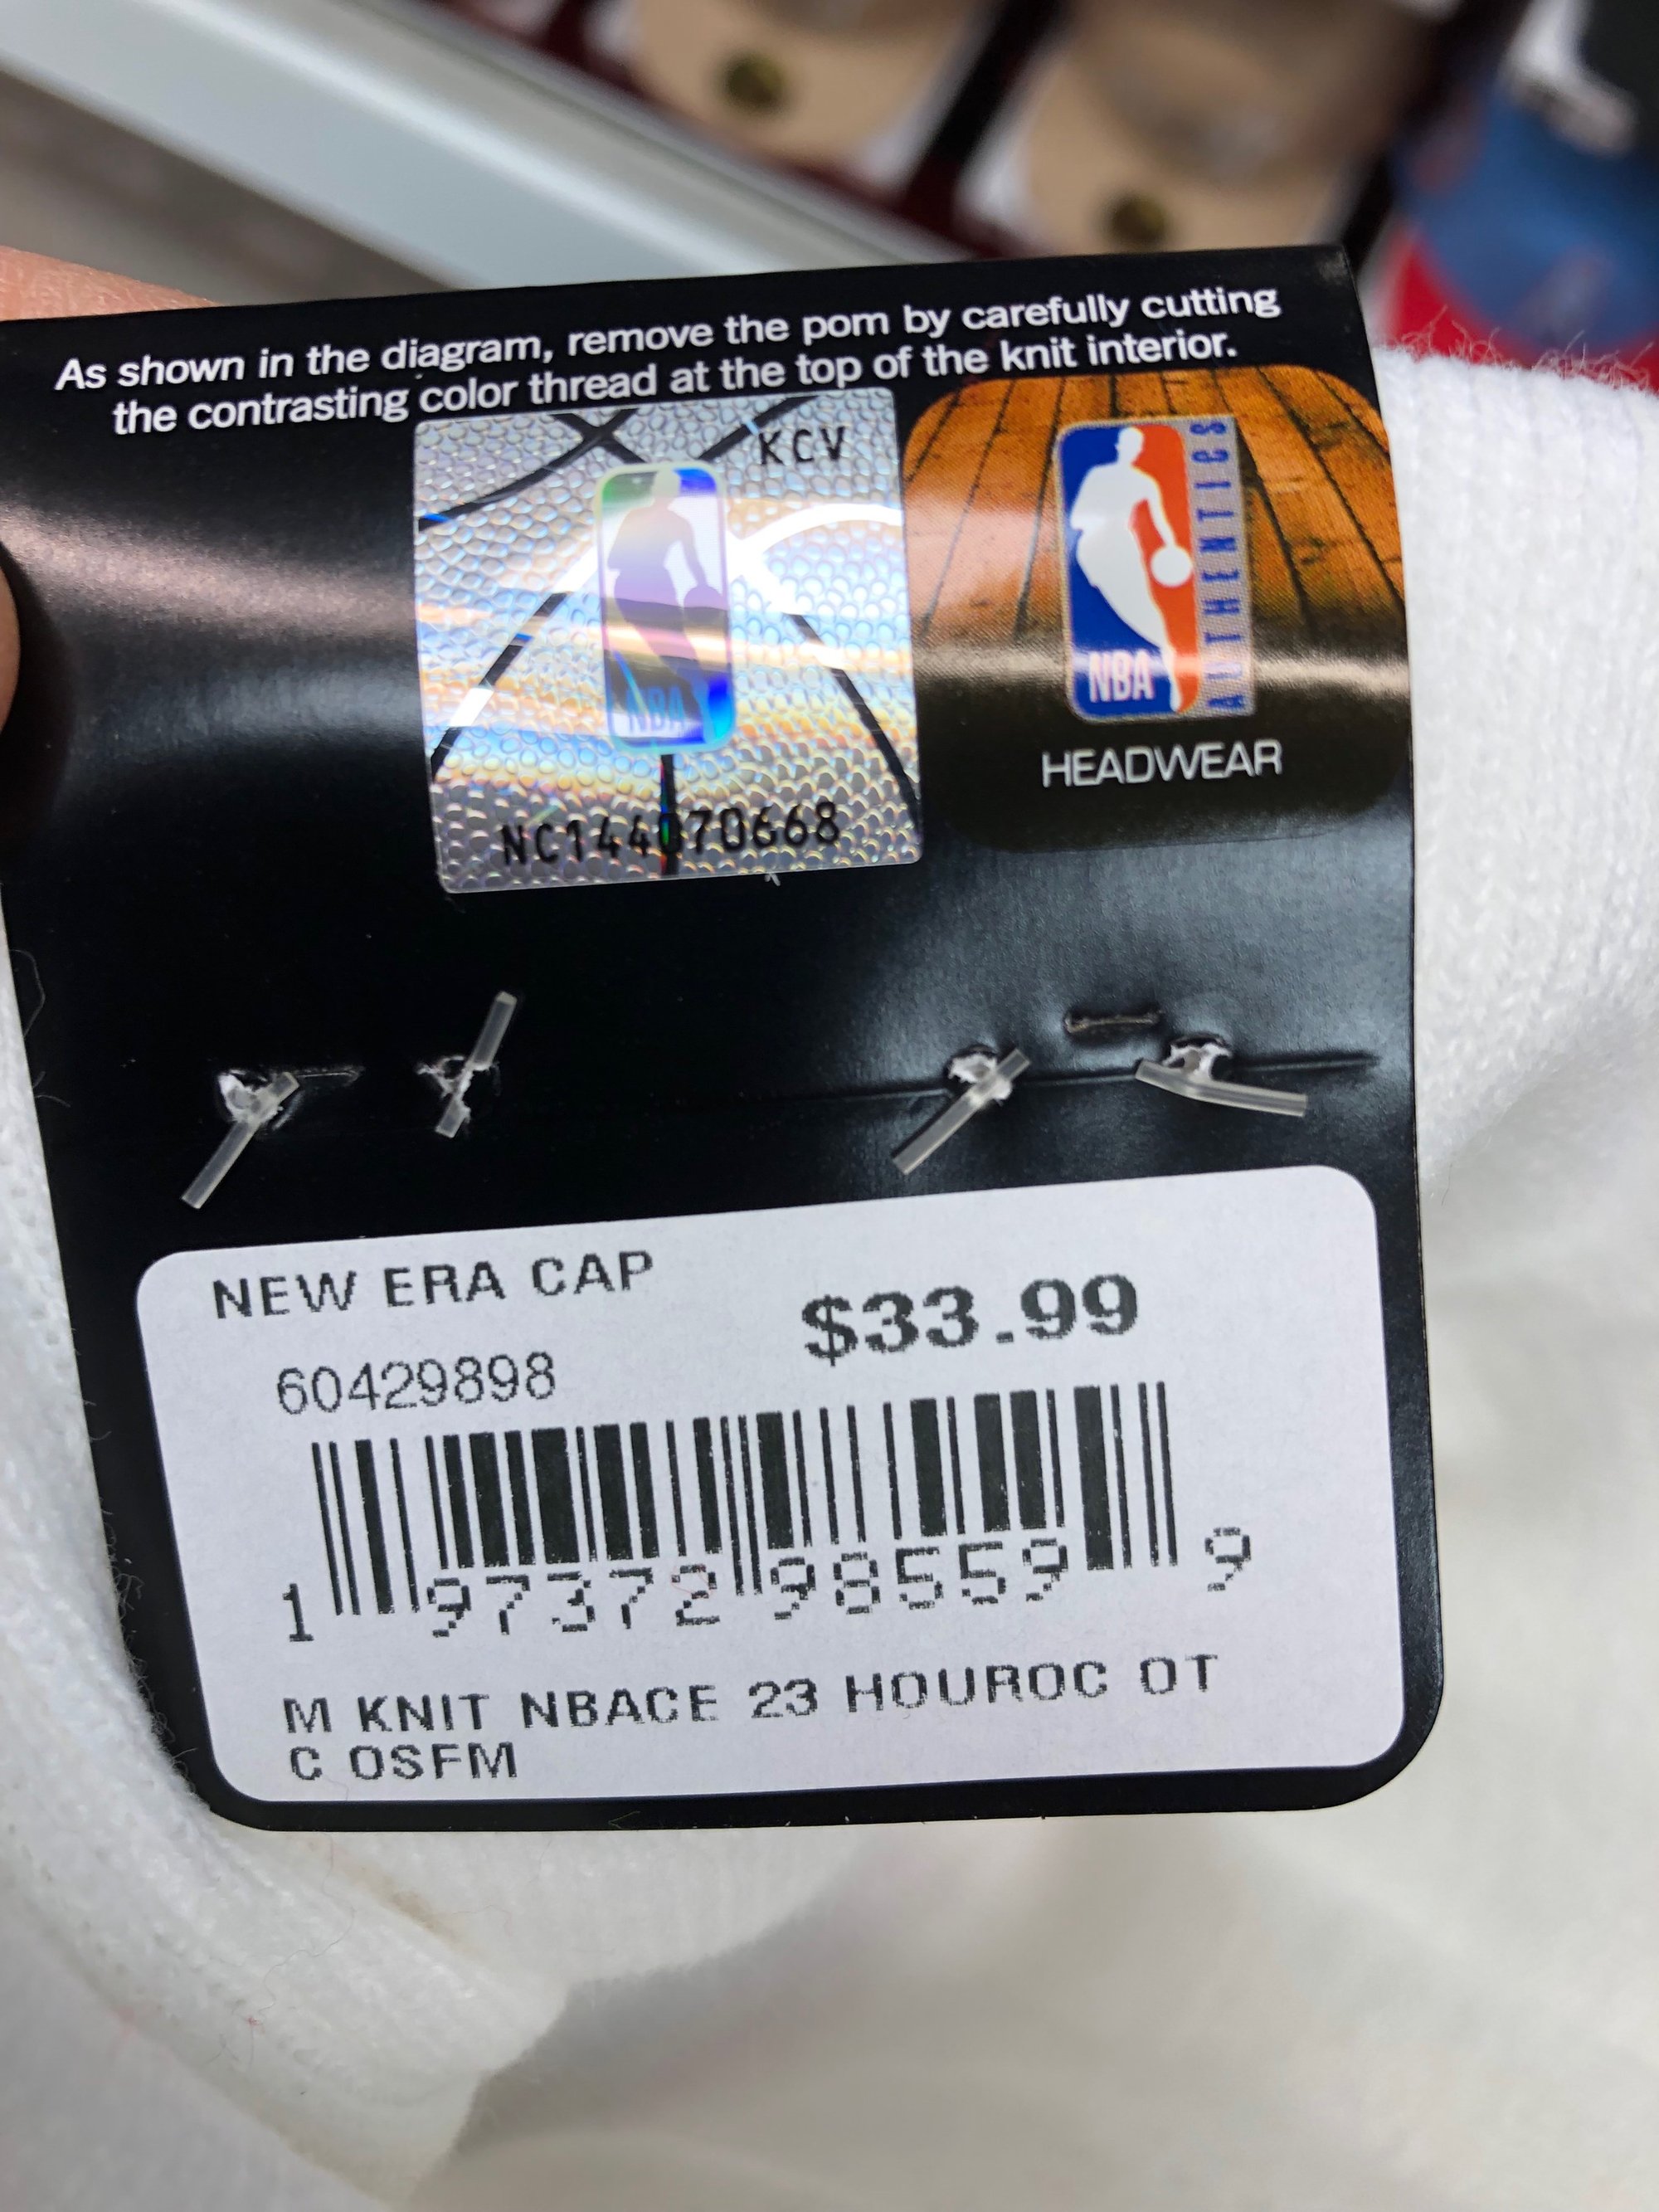 As shown in the diagram, remove the pom by carefully cutting
the contrasting color thread at the top of the knit interior.
KCV
NBA
NC144070668
NBA
AUTHENTICS
HEADWEAR
NEW ERA CAP
$33.99
60429898
1 97372 98559 9
M KNIT NBACE 23 HOUROC OT
C OSFM